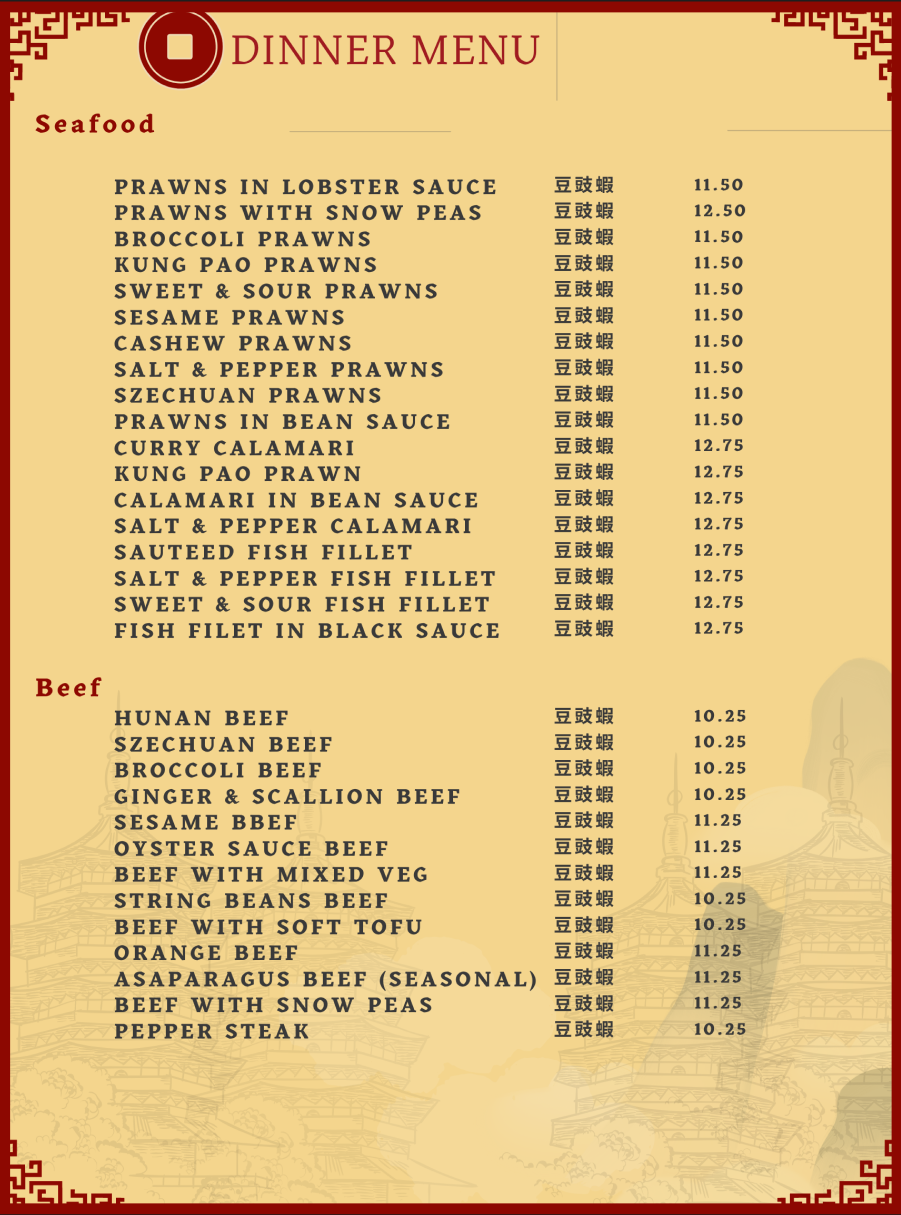 DINNER MENU
Seafood
PRAWNS IN LOBSTER SAUCE 豆豉蝦 11.50
PRAWNS WITH SNOW PEAS 豆豉蝦 12.50
BROCCOLI PRAWNS 豆豉蝦 11.50
KUNG PAO PRAWNS 豆豉蝦 11.50
SWEET & SOUR PRAWNS 豆豉蝦 11.50
SESAME PRAWNS 豆豉蝦 11.50
CASHEW PRAWNS 豆豉蝦 11.50
SALT & PEPPER PRAWNS 豆豉蝦 11.50
SZECHUAN PRAWNS 豆豉蝦 11.50
PRAWNS IN BEAN SAUCE 豆豉蝦 11.50
CURRY CALAMARI 豆豉蝦 12.75
KUNG PAO PRAWN 豆豉蝦 12.75
CALAMARI IN BEAN SAUCE 豆豉蝦 12.75
SALT & PEPPER CALAMARI 豆豉蝦 12.75
SAUTEED FISH FILLET 豆豉蝦 12.75
SALT & PEPPER FISH FILLET 豆豉蝦 12.75
SWEET & SOUR FISH FILLET 豆豉蝦 12.75
FISH FILET IN BLACK SAUCE 豆豉蝦 12.75
Beef
HUNAN BEEF 豆豉蝦 10.25
SZECHUAN BEEF 豆豉蝦 10.25
BROCCOLI BEEF 豆豉蝦 10.25
GINGER & SCALLION BEEF 豆豉蝦 10.25
SESAME BBEF 豆豉蝦 11.25
OYSTER SAUCE BEEF 豆豉蝦 11.25
BEEF WITH MIXED VEG 豆豉蝦 11.25
STRING BEANS BEEF 豆豉蝦 10.25
BEEF WITH SOFT TOFU 豆豉蝦 10.25
ORANGE BEEF 豆豉蝦 11.25
ASAPARAGUS BEEF (SEASONAL) 豆豉蝦 11.25
BEEF WITH SNOW PEAS 豆豉蝦 11.25
PEPPER STEAK 豆豉蝦 10.25